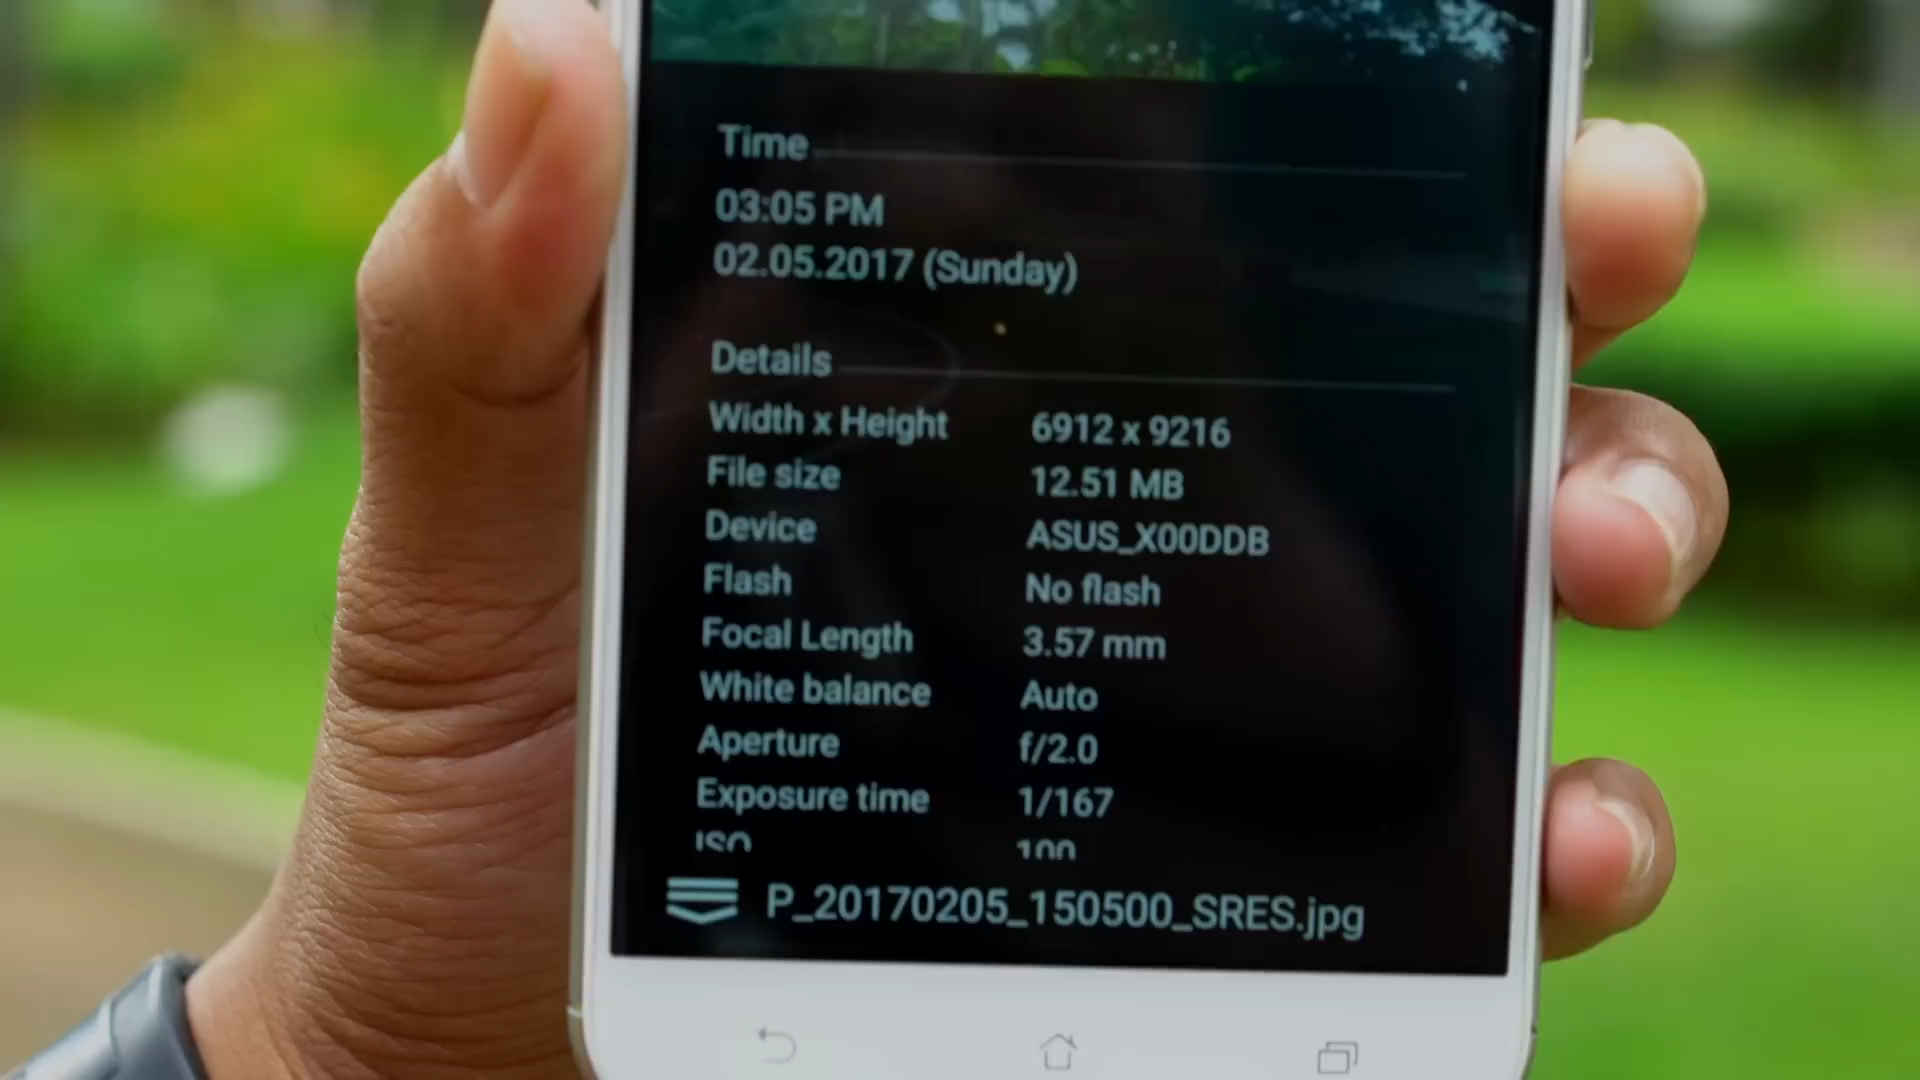 Time
03:05 PM
02.05.2017 (Sunday)
Details
Width x Height 6912 x 9216
File size 12.51 MB
Device ASUS_X00DDB
Flash No flash
Focal Length 3.57 mm
White balance Auto
Aperture f/2.0
Exposure time 1/167
ISO 100
P_20170205_150500_SRES.jpg